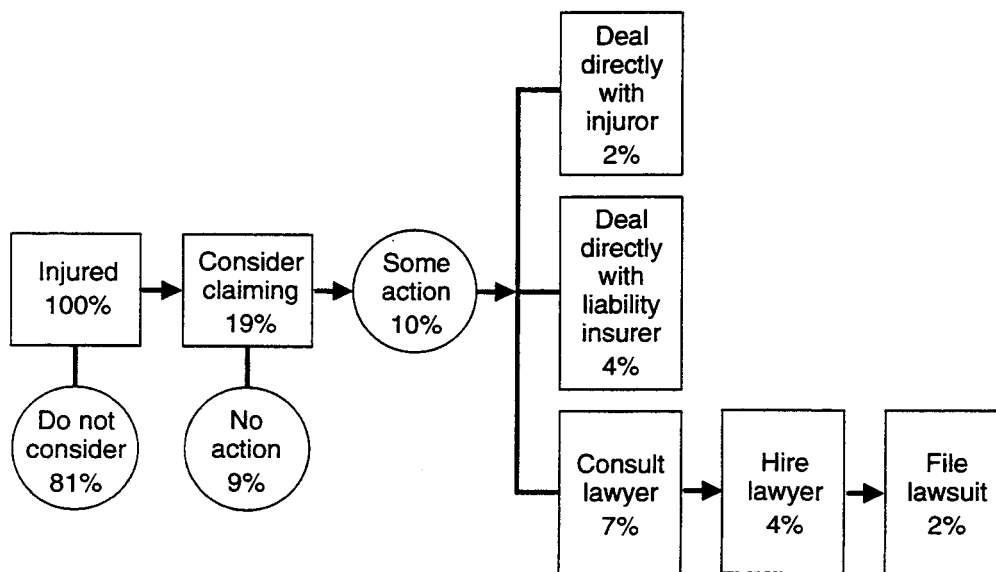 Injured
100%
Do not
consider
81%
Consider
claiming
19%
No
action
9%
Some
action
10%
Deal
directly
with
injuror
2%
Deal
directly
with
liability
insurer
4%
Consult
lawyer
7%
Hire
lawyer
4%
File
lawsuit
2%